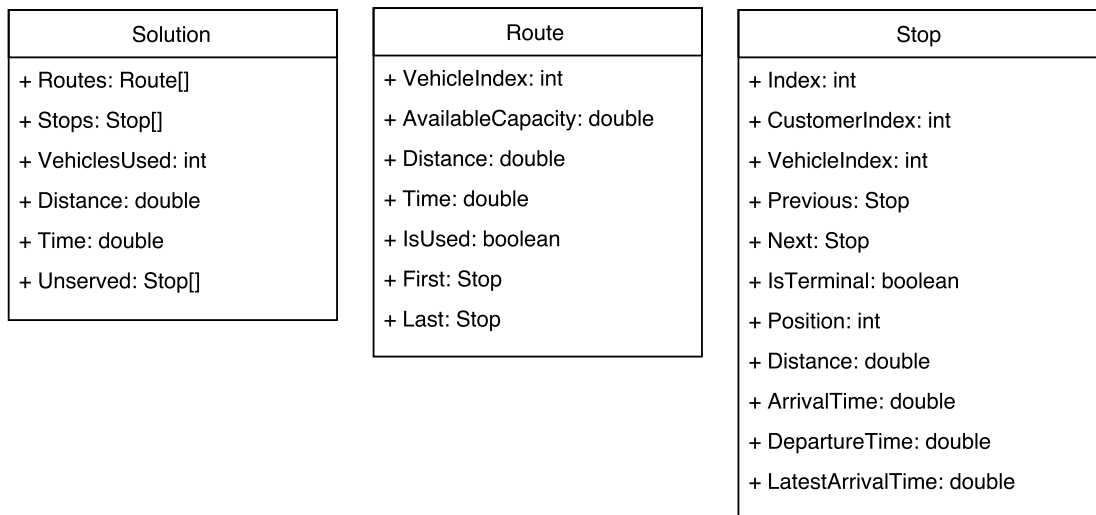 Solution
+ Routes: Route[]
+ Stops: Stop[]
+ VehiclesUsed: int
+ Distance: double
+ Time: double
+ Unserved: Stop[]
Route
+ VehicleIndex: int
+ AvailableCapacity: double
+ Distance: double
+ Time: double
+ IsUsed: boolean
+ First: Stop
+ Last: Stop
Stop
+ Index: int
+ CustomerIndex: int
+ VehicleIndex: int
+ Previous: Stop
+ Next: Stop
+ IsTerminal: boolean
+ Position: int
+ Distance: double
+ ArrivalTime: double
+ DepartureTime: double
+ LatestArrivalTime: double